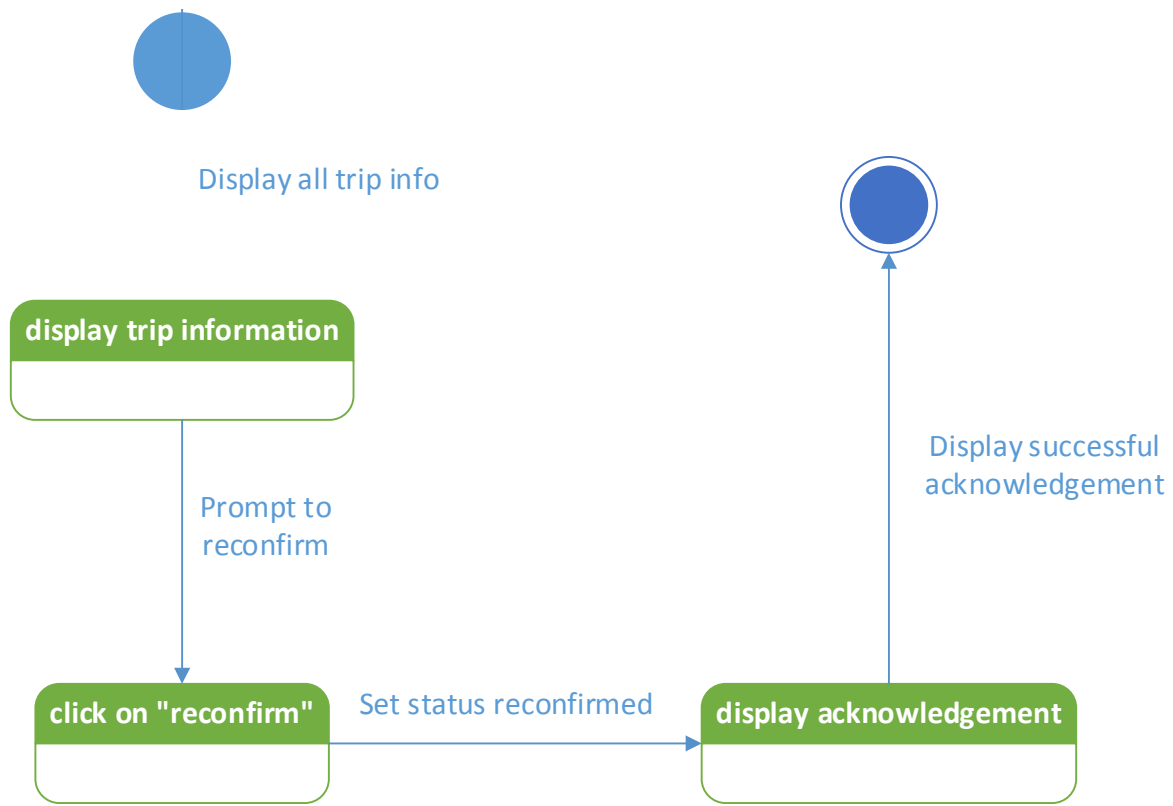 Display all trip info
display trip information
Prompt to
reconfirm
Display successful
acknowledgement
click on "reconfirm"
Set status reconfirmed
display acknowledgement